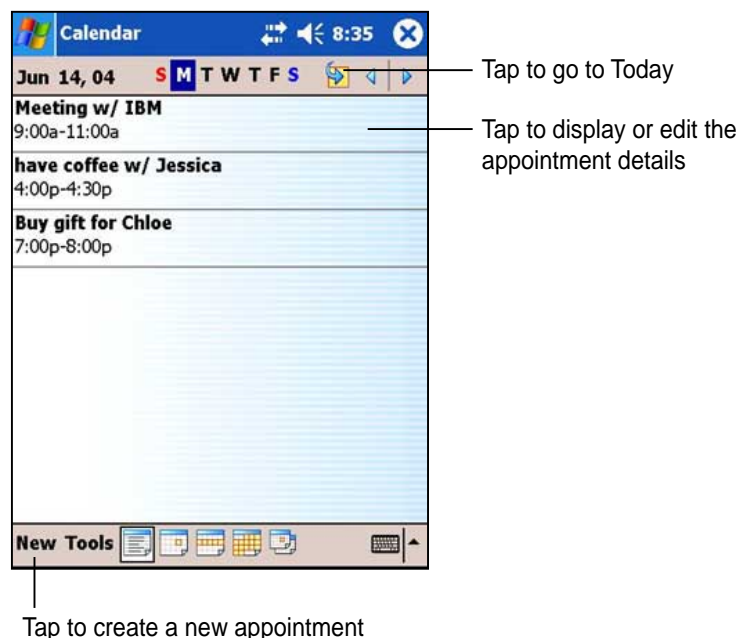 Calendar 8:35
Jun 14, 04 S M T W T F S
Tap to go to Today
Meeting w/ IBM
9:00a-11:00a
Tap to display or edit the
appointment details
have coffee w/ Jessica
4:00p-4:30p
Buy gift for Chloe
7:00p-8:00p
New Tools
Tap to create a new appointment